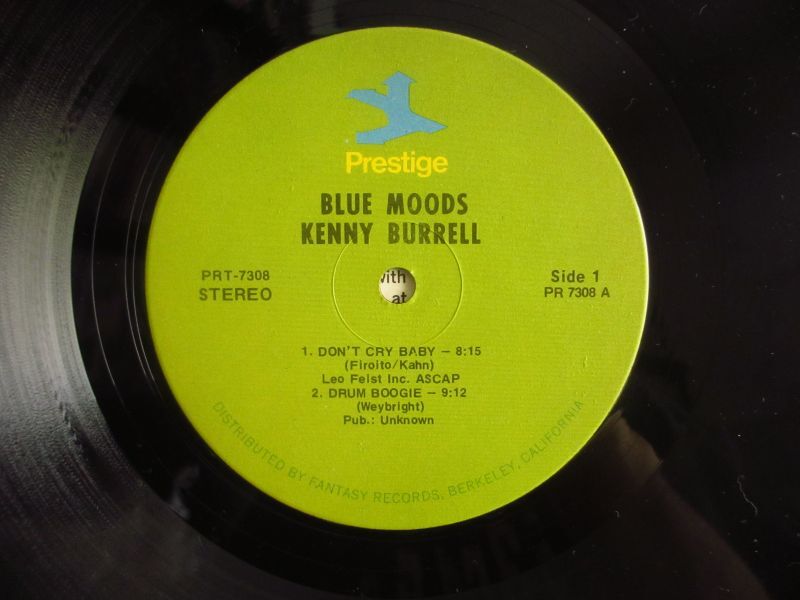 Prestige
BLUE MOODS
KENNY BURRELL
PRT-7308
STEREO
with
at
Side 1
PR 7308 A
1. DON'T CRY BABY – 8:15
(Firoito/Kahn)
Leo Feist Inc. ASCAP
2. DRUM BOOGIE – 9:12
(Weybright)
Pub.: Unknown
DISTRIBUTED BY FANTASY RECORDS, BERKELEY, CALIFORNIA